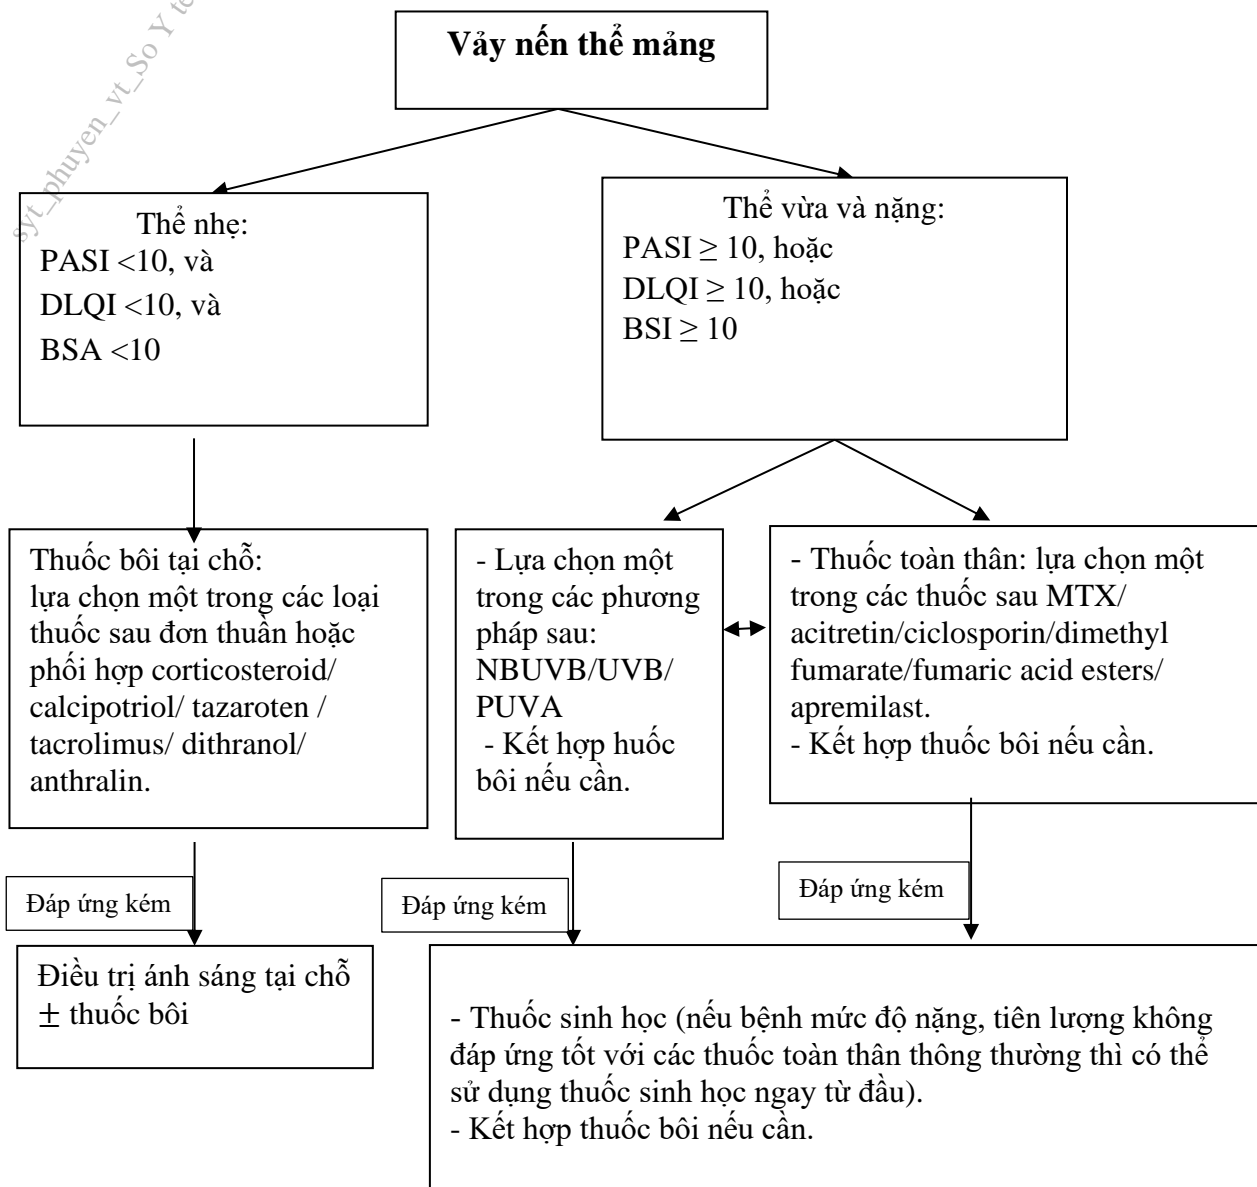 syt_phuyen_vt_So Y te
Vảy nến thể mảng
Thể nhẹ:
PASI <10, và
DLQI <10, và
BSA <10
Thể vừa và nặng:
PASI ≥ 10, hoặc
DLQI ≥ 10, hoặc
BSI ≥ 10
Thuốc bôi tại chỗ:
lựa chọn một trong các loại
thuốc sau đơn thuần hoặc
phối hợp corticosteroid/
calcipotriol/ tazaroten /
tacrolimus/ dithranol/
anthralin.
- Lựa chọn một
trong các phương
pháp sau:
NBUVB/UVB/
PUVA
- Kết hợp huốc
bôi nếu cần.
- Thuốc toàn thân: lựa chọn một
trong các thuốc sau MTX/
acitretin/ciclosporin/dimethyl
fumarate/fumaric acid esters/
apremilast.
- Kết hợp thuốc bôi nếu cần.
Đáp ứng kém
Đáp ứng kém
Đáp ứng kém
Điều trị ánh sáng tại chỗ
± thuốc bôi
- Thuốc sinh học (nếu bệnh mức độ nặng, tiên lượng không
đáp ứng tốt với các thuốc toàn thân thông thường thì có thể
sử dụng thuốc sinh học ngay từ đầu).
- Kết hợp thuốc bôi nếu cần.